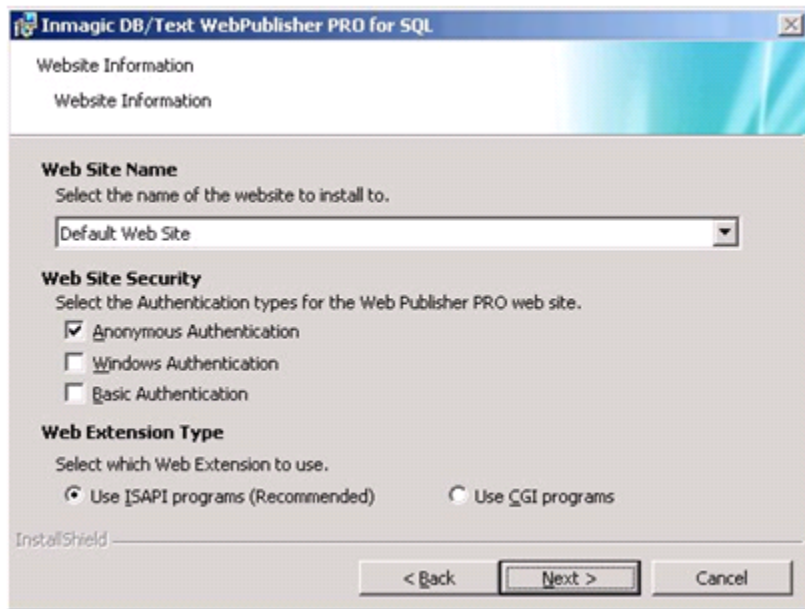 Inmagic DB/Text WebPublisher PRO for SQL
Website Information
Website Information
Web Site Name
Select the name of the website to install to.
Default Web Site
Web Site Security
Select the Authentication types for the Web Publisher PRO web site.
Anonymous Authentication
Windows Authentication
Basic Authentication
Web Extension Type
Select which Web Extension to use.
Use ISAPI programs (Recommended) Use CGI programs
InstallShield
< Back Next > Cancel